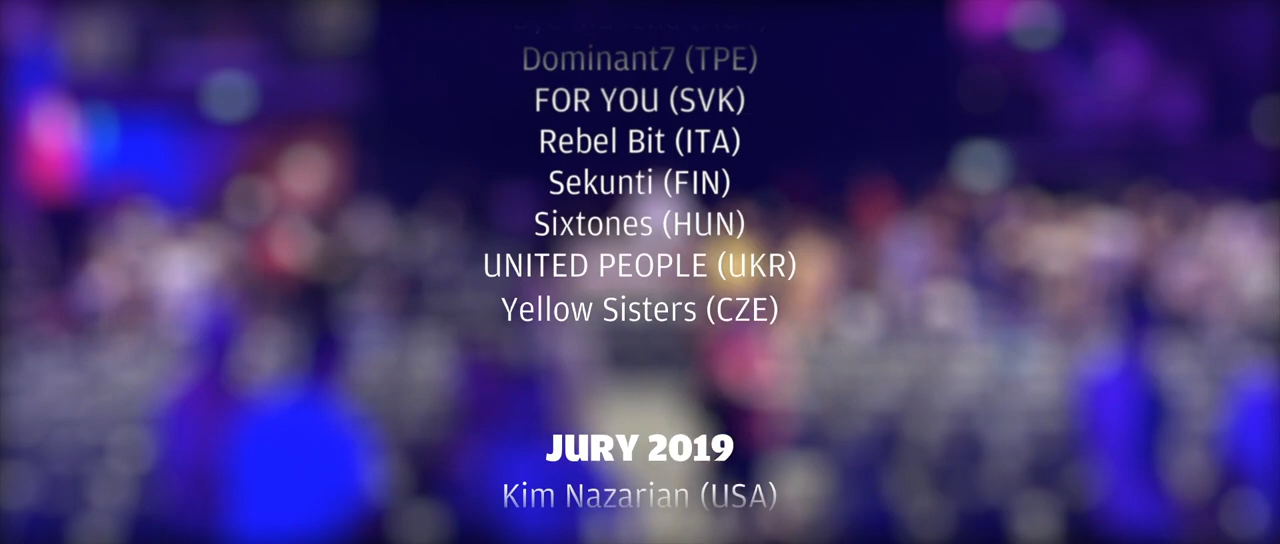 Dominant7 (TPE)
FOR YOU (SVK)
Rebel Bit (ITA)
Sekunti (FIN)
Sixtones (HUN)
UNITED PEOPLE (UKR)
Yellow Sisters (CZE)
JURY 2019
Kim Nazarian (USA)